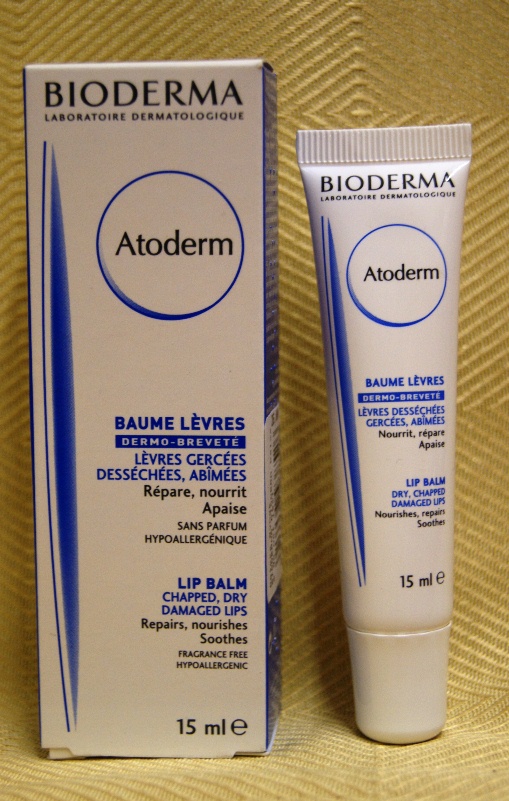 BIODERMA
LABORATOIRE DERMATOLOGIQUE
Atoderm
BAUME LÈVRES
DERMO-BREVETÉ
LÈVRES GERCÉES
DESSÉCHÉES, ABÎMÉES
Répare, nourrit
Apaise
SANS PARFUM
HYPOALLERGÉNIQUE
LIP BALM
CHAPPED, DRY
DAMAGED LIPS
Repairs, nourishes
Soothes
FRAGRANCE FREE
HYPOALLERGENIC
15 ml e
BIODERMA
LABORATOIRE DERMATOLOGIQUE
Atoderm
BAUME LÈVRES
DERMO-BREVETÉ
LÈVRES DESSÉCHÉES
GERCÉES, ABÎMÉES
Nourrit, répare
Apaise
LIP BALM
DRY, CHAPPED
DAMAGED LIPS
Nourishes, repairs
Soothes
15 ml e